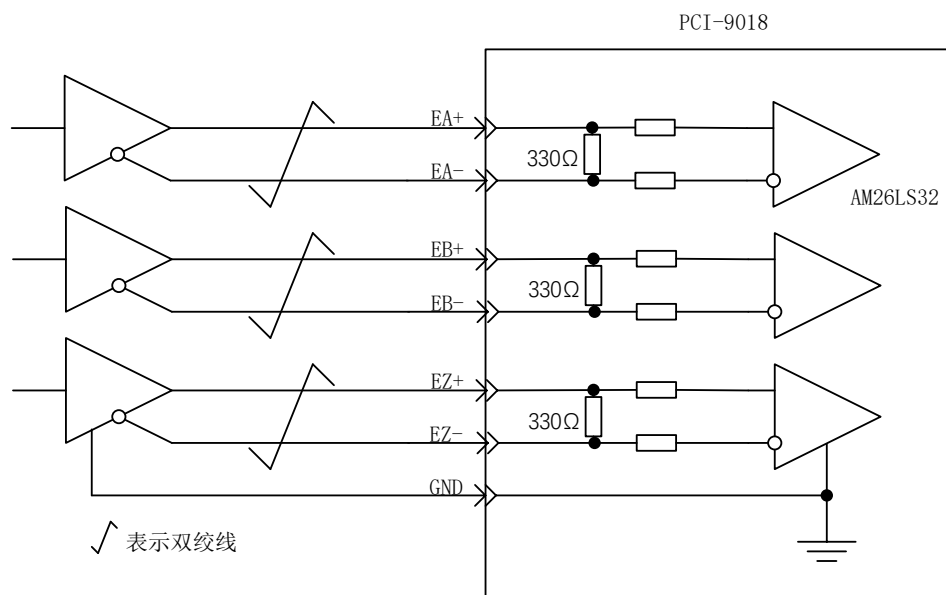 PCI-9018
EA+
330Ω
EA-
AM26LS32
EB+
330Ω
EB-
EZ+
330Ω
EZ-
GND
表示双绞线